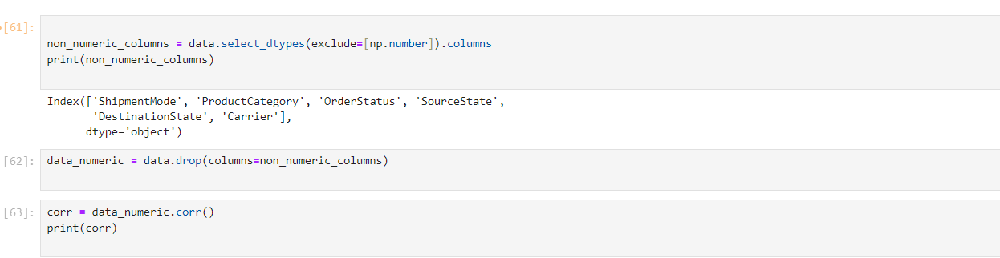 [61]:
non_numeric_columns = data.select_dtypes(exclude=[np.number]).columns
print(non_numeric_columns)
Index(['ShipmentMode', 'ProductCategory', 'OrderStatus', 'SourceState',
'DestinationState', 'Carrier'],
dtype='object')
[62]: data_numeric = data.drop(columns=non_numeric_columns)
[63]: corr = data_numeric.corr()
print(corr)